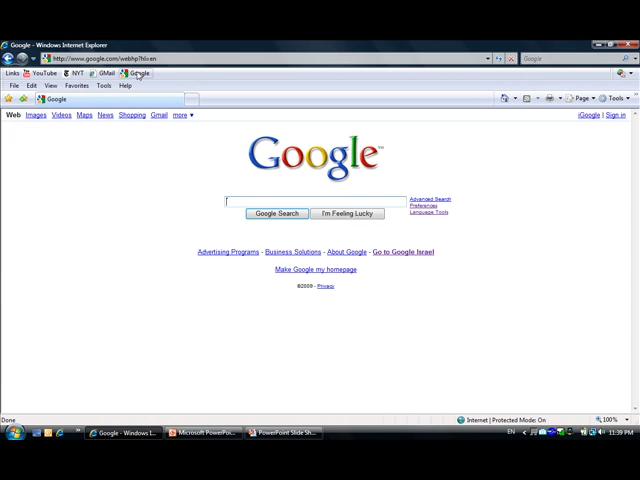 Google - Windows Internet Explorer
http://www.google.com/webhp?hl=en
Google
Links YouTube NYT GMail Google
File Edit View Favorites Tools Help
Google Page Tools
Web Images Videos Maps News Shopping Gmail more ▼ iGoogle | Sign in
Google™
Advanced Search
Preferences
Language Tools
Google Search I'm Feeling Lucky
Advertising Programs - Business Solutions - About Google - Go to Google Israel
Make Google my homepage
©2009 - Privacy
Done Internet | Protected Mode: On 100%
Google - Windows I... Microsoft PowerPoi... PowerPoint Slide Sh... EN 11:39 PM